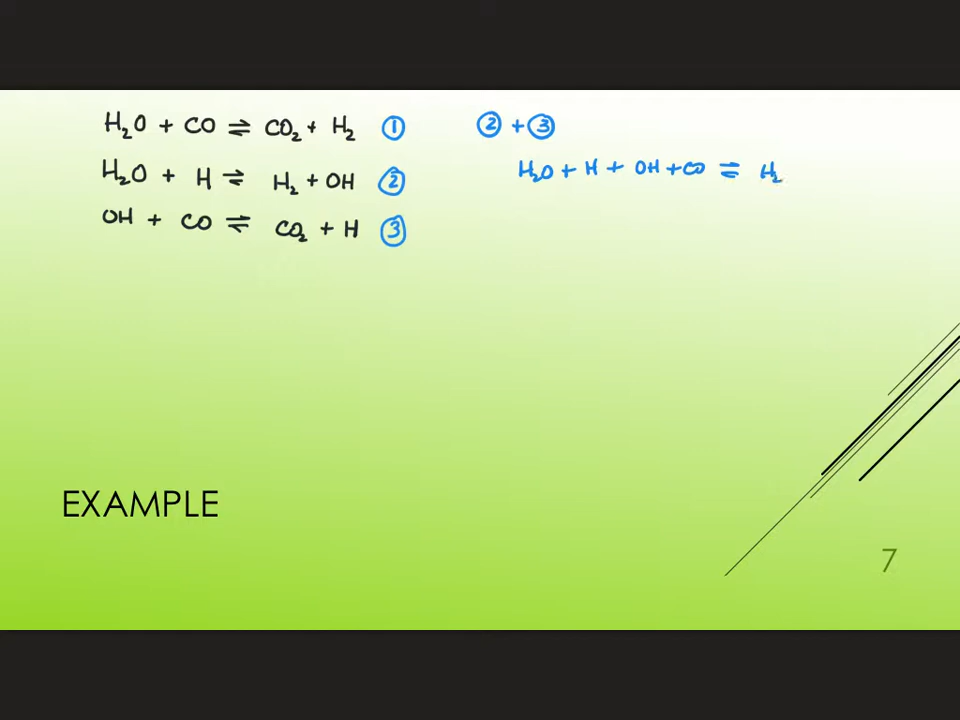 H₂O + CO ⇌ CO₂ + H₂ ①
H₂O + H ⇌ H₂ + OH ②
OH + CO ⇌ CO₂ + H ③
② + ③
H₂O + H + OH + CO ⇌ H₂
EXAMPLE
7